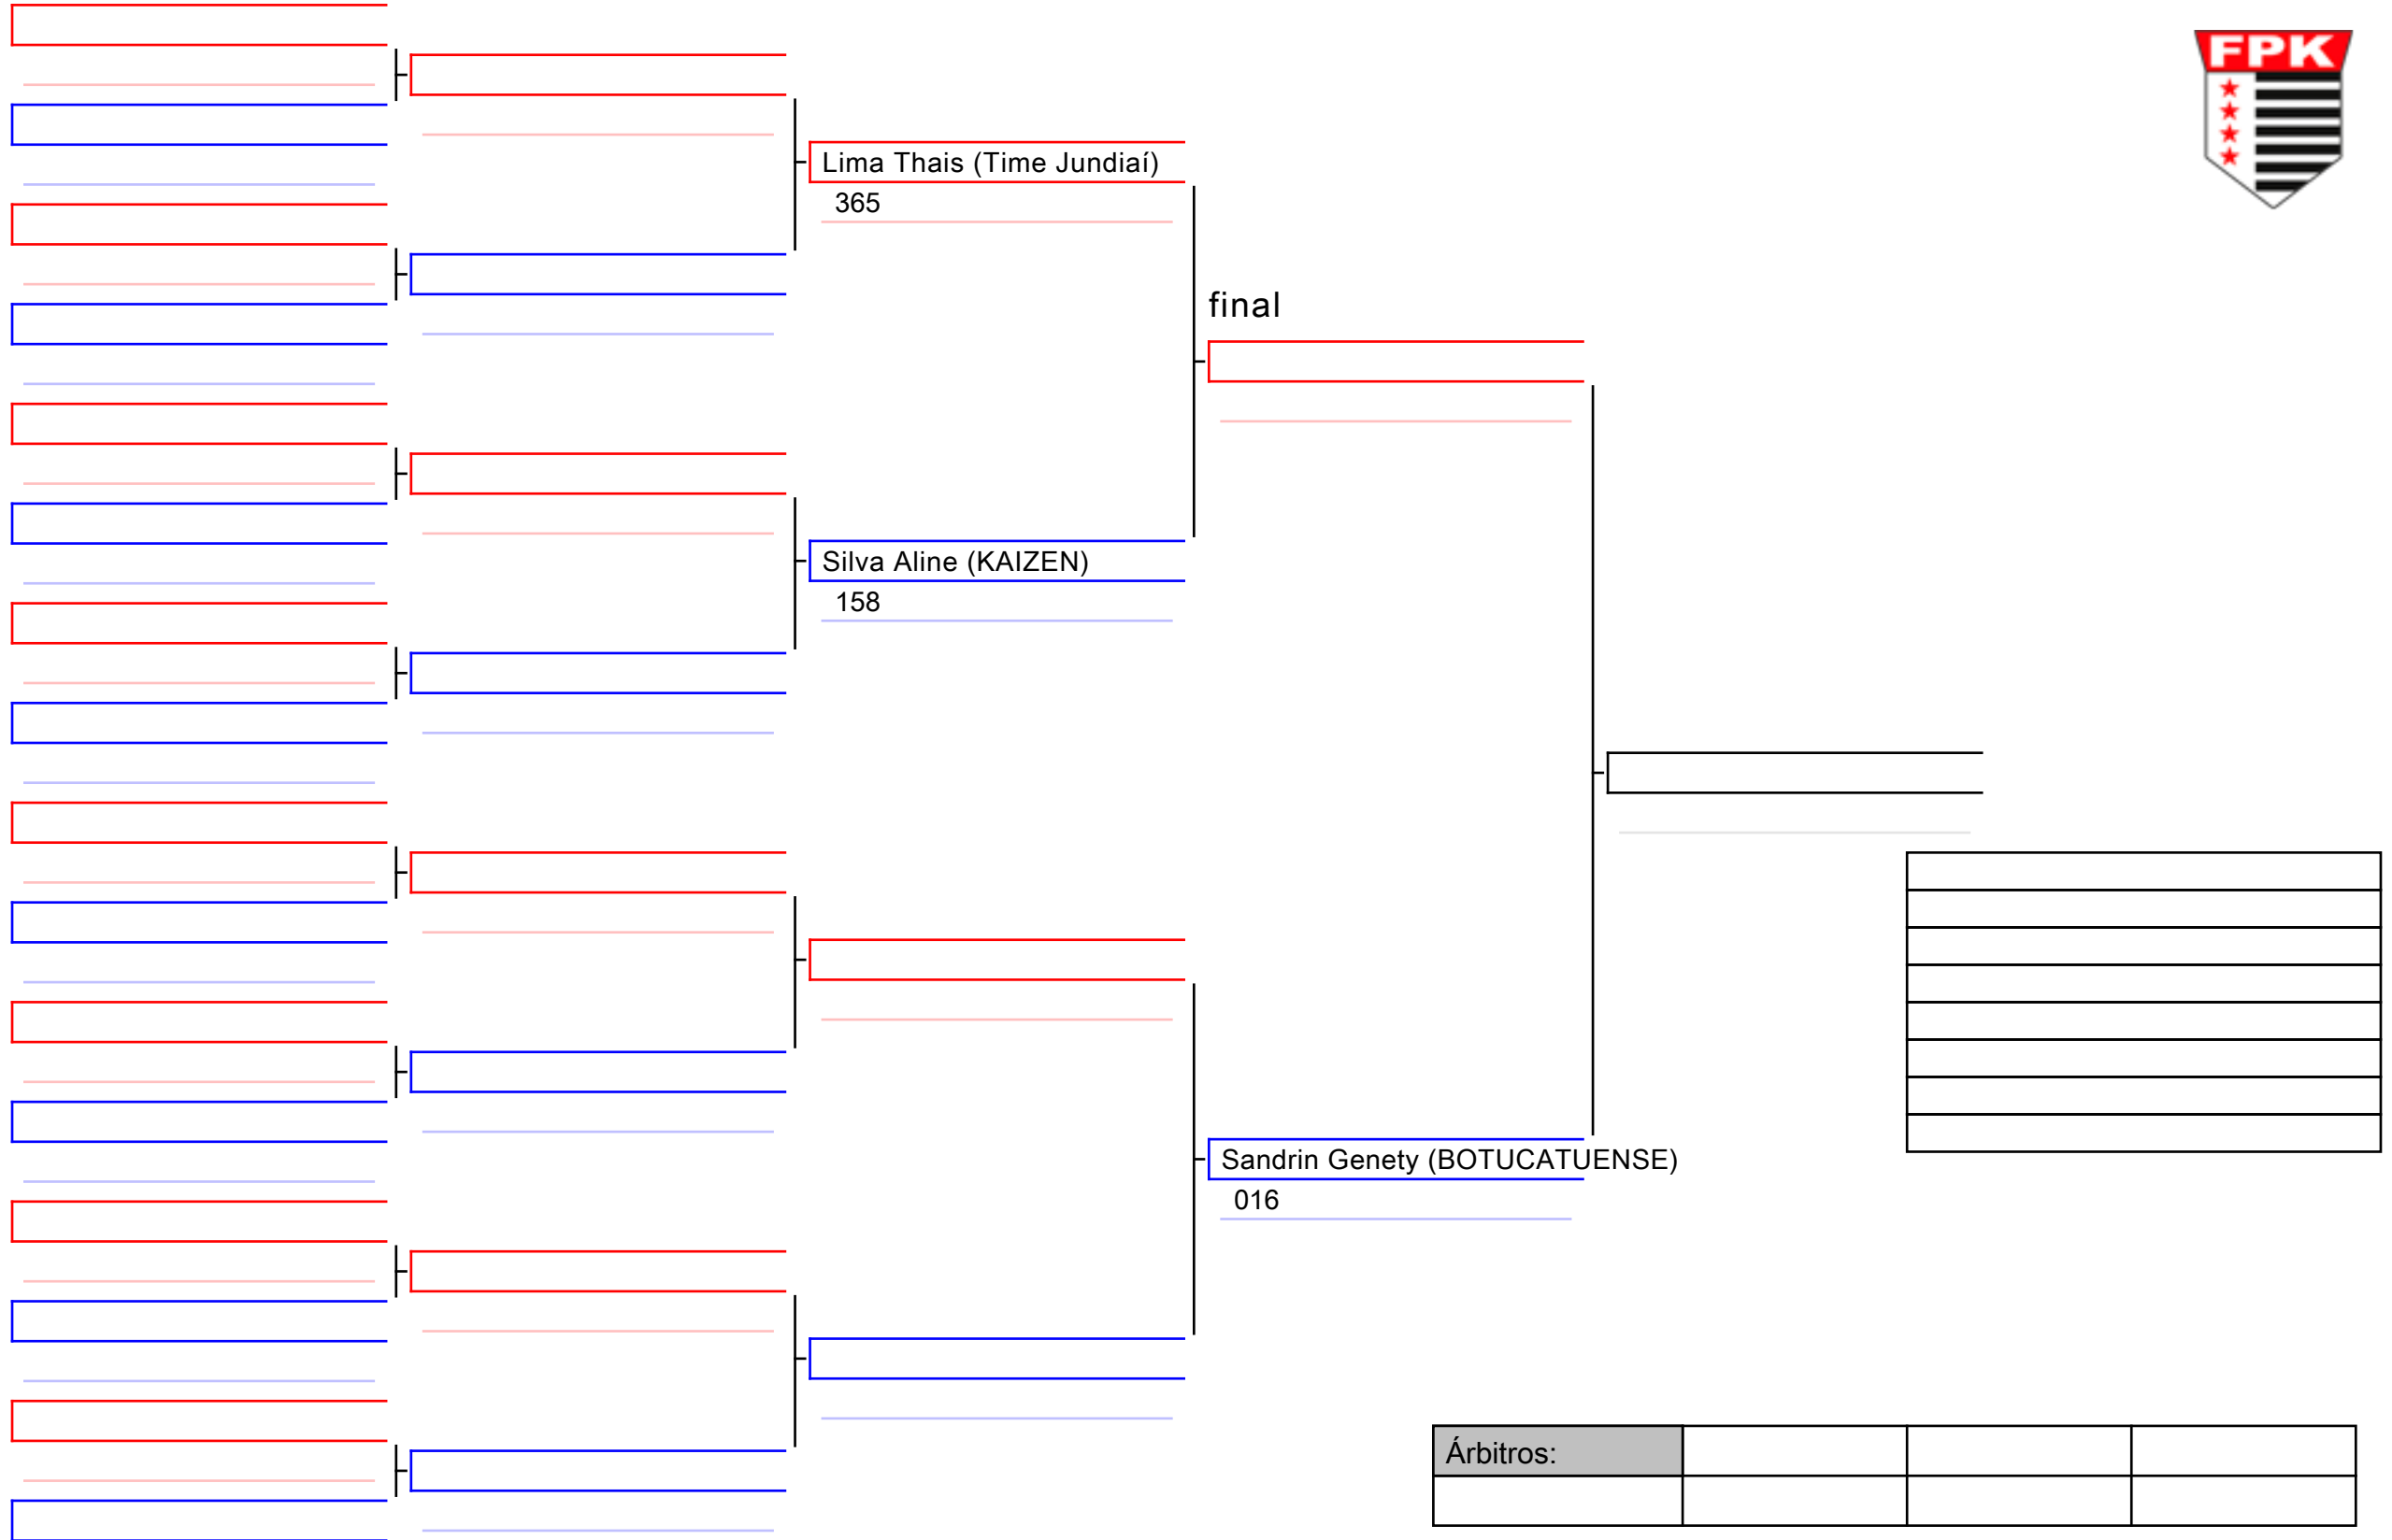 FPK
Lima Thais (Time Jundiaí)
365
final
Silva Aline (KAIZEN)
158
Sandrin Genety (BOTUCATUENSE)
016
Árbitros: